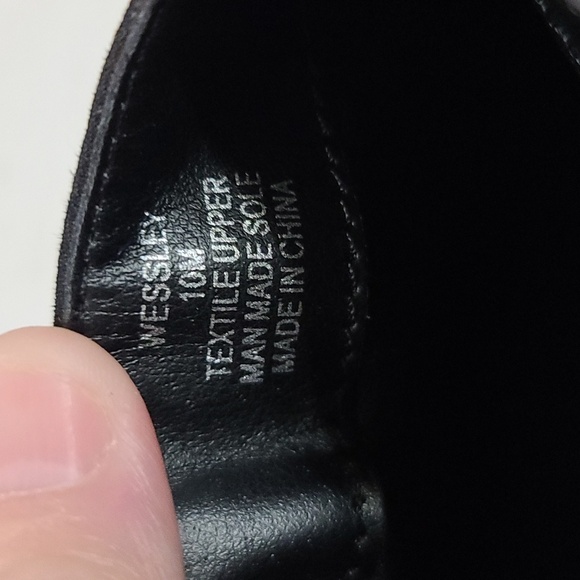 WESSLEY
10M
TEXTILE UPPER
MAN MADE SOLE
MADE IN CHINA